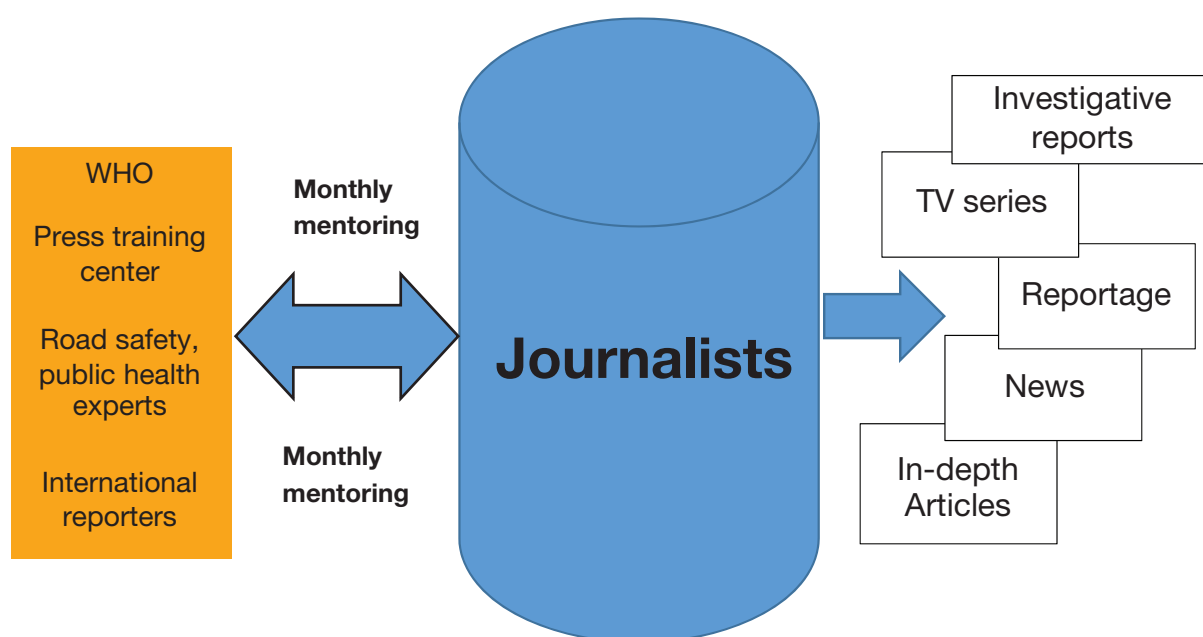 WHO
Press training
center
Road safety,
public health
experts
International
reporters
Monthly
mentoring
Monthly
mentoring
Journalists
Investigative
reports
TV series
Reportage
News
In-depth
Articles